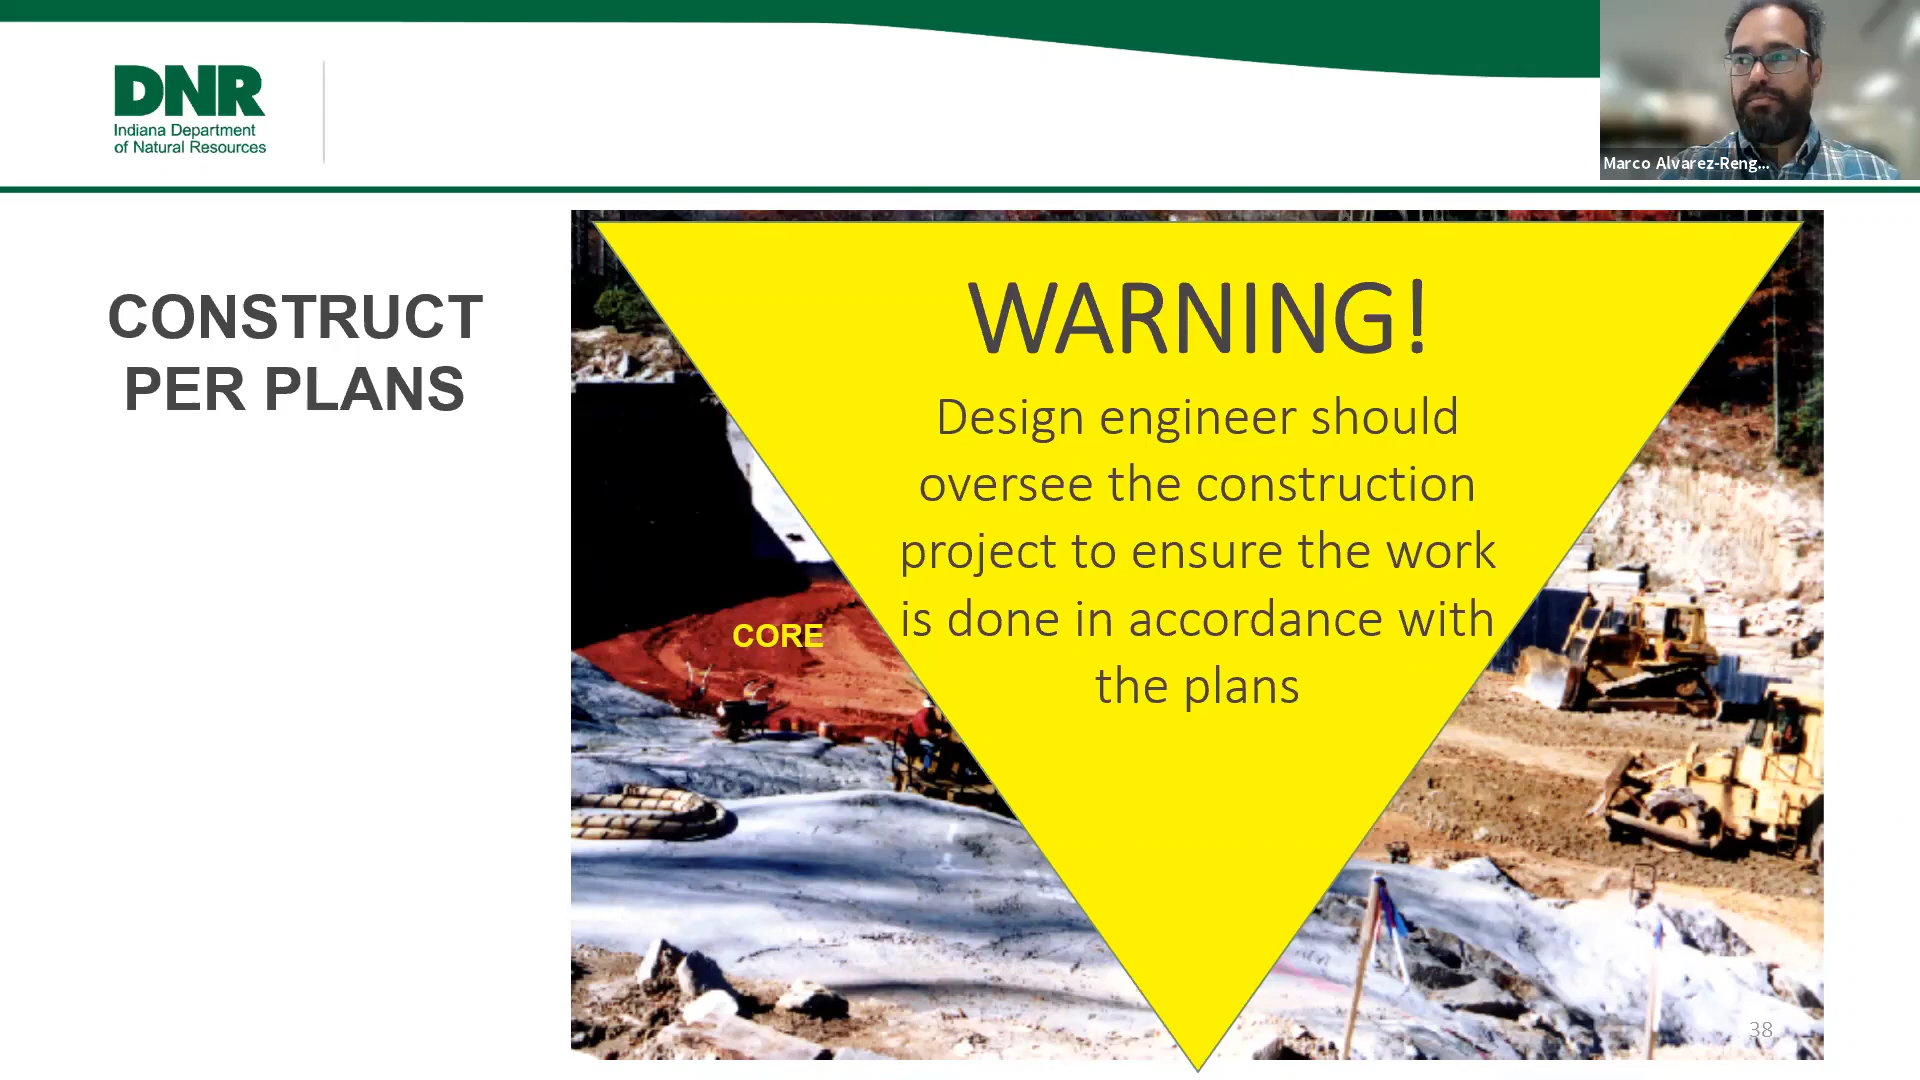 DNR
Indiana Department
of Natural Resources
Marco Alvarez-Reng...
CONSTRUCT
PER PLANS
WARNING!
Design engineer should
oversee the construction
project to ensure the work
is done in accordance with
the plans
CORE
38